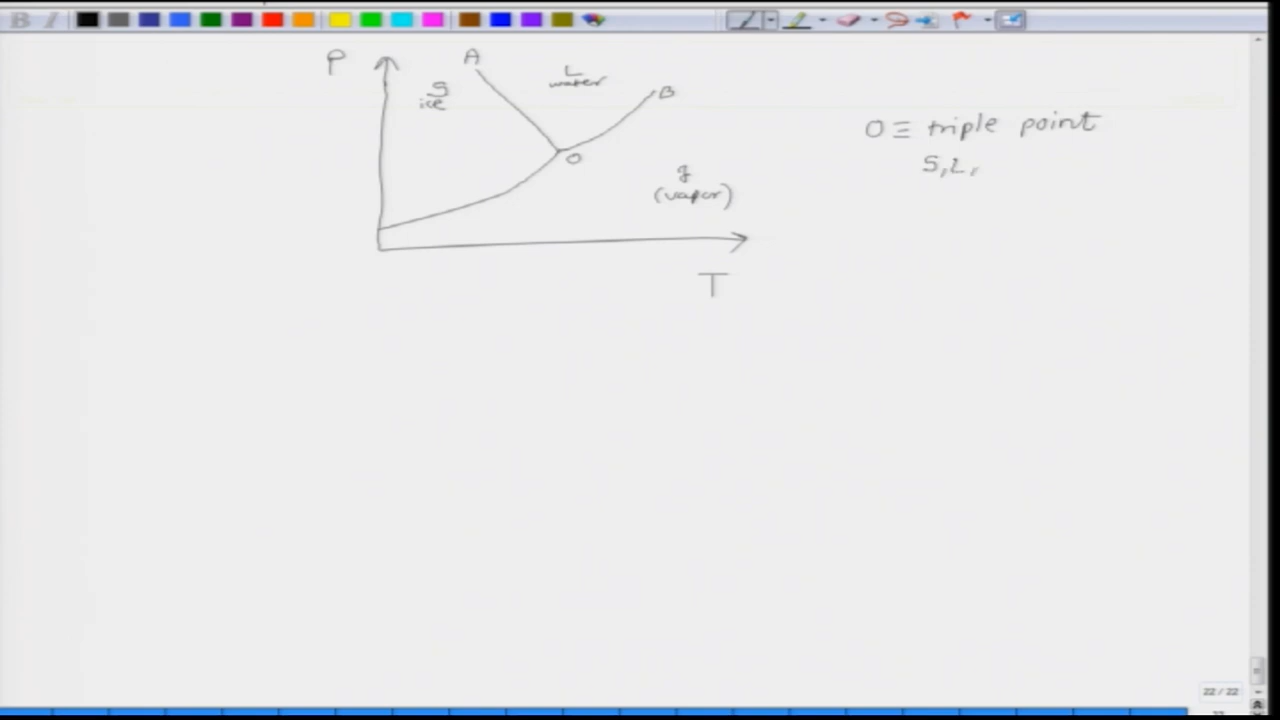 P
A
S
ice
L
water
B
O
g
(vapor)
T
O ≡ triple point
S, L,
22 / 22